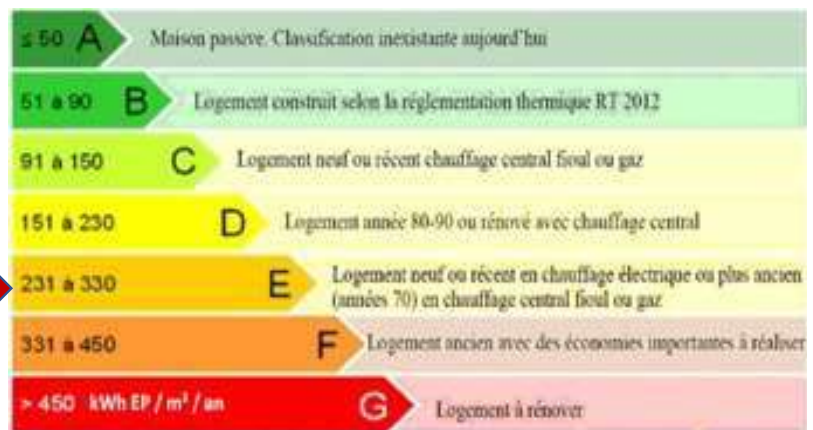 ≤ 50 A Maison passive. Classification inexistante aujourd'hui
51 à 90 B Logement construit selon la réglementation thermique RT 2012
91 à 150 C Logement neuf ou récent chauffage central fioul ou gaz
151 à 230 D Logement année 80-90 ou rénové avec chauffage central
231 à 330 E Logement neuf ou récent en chauffage électrique ou plus ancien
(années 70) en chauffage central fioul ou gaz
331 à 450 F Logement ancien avec des économies importantes à réaliser
> 450 kWh EP / m² / an G Logement à rénover